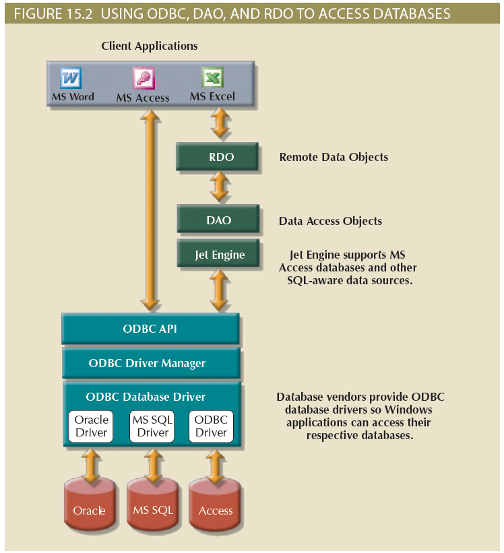 FIGURE 15.2 USING ODBC, DAO, AND RDO TO ACCESS DATABASES
Client Applications
MS Word
MS Access
MS Excel
RDO
Remote Data Objects
DAO
Data Access Objects
Jet Engine
Jet Engine supports MS
Access databases and other
SQL-aware data sources.
ODBC API
ODBC Driver Manager
ODBC Database Driver
Oracle
Driver
MS SQL
Driver
ODBC
Driver
Database vendors provide ODBC
database drivers so Windows
applications can access their
respective databases.
Oracle
MS SQL
Access